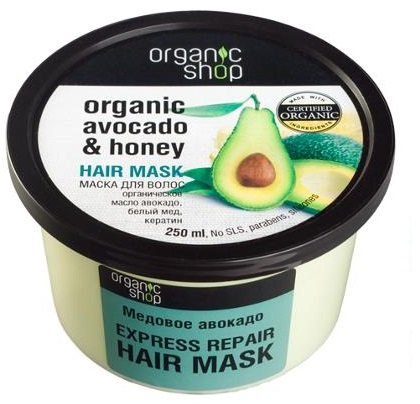 organic
shop
organic
avocado
& honey
HAIR MASK
МАСКА ДЛЯ ВОЛОС
органическое
масло авокадо,
белый мед,
кератин
MADE WITH
CERTIFIED
ORGANIC
INGREDIENTS
250 ml, No SLS, parabens, silicones
organic
shop
Медовое авокадо
EXPRESS REPAIR
HAIR MASK